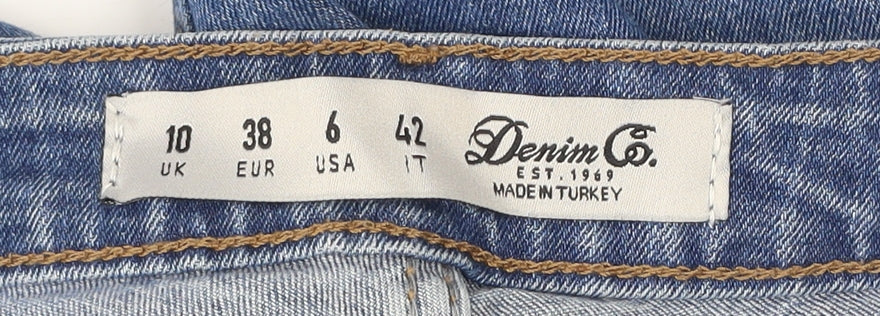 10 38 6 42
UK EUR USA IT
Denim Co.
EST. 1969
MADE IN TURKEY